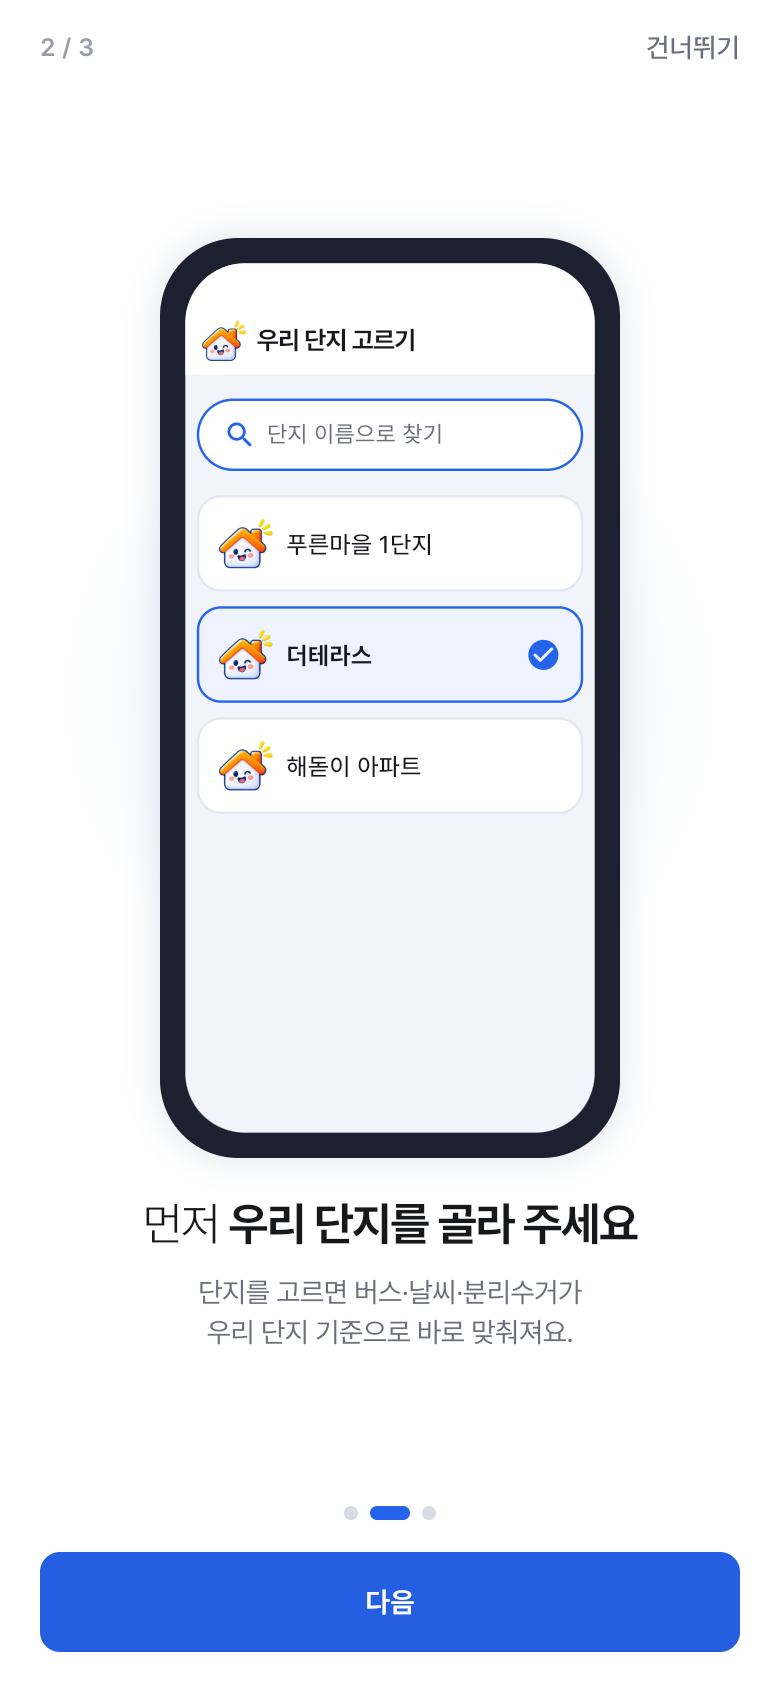 2 / 3
건너뛰기
우리 단지 고르기
단지 이름으로 찾기
푸른마을 1단지
더테라스
해돋이 아파트
먼저 우리 단지를 골라 주세요
단지를 고르면 버스·날씨·분리수거가
우리 단지 기준으로 바로 맞춰져요.
다음